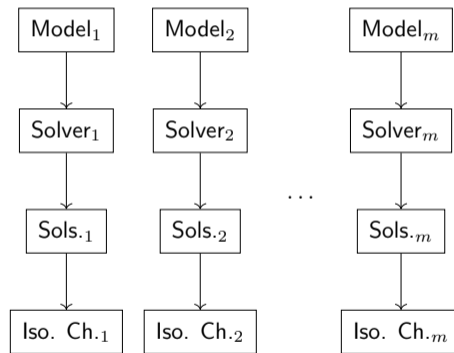 Model₁ Model₂ Modelₘ
Solver₁ Solver₂ Solverₘ
...
Sols.₁ Sols.₂ Sols.ₘ
Iso. Ch.₁ Iso. Ch.₂ Iso. Ch.ₘ